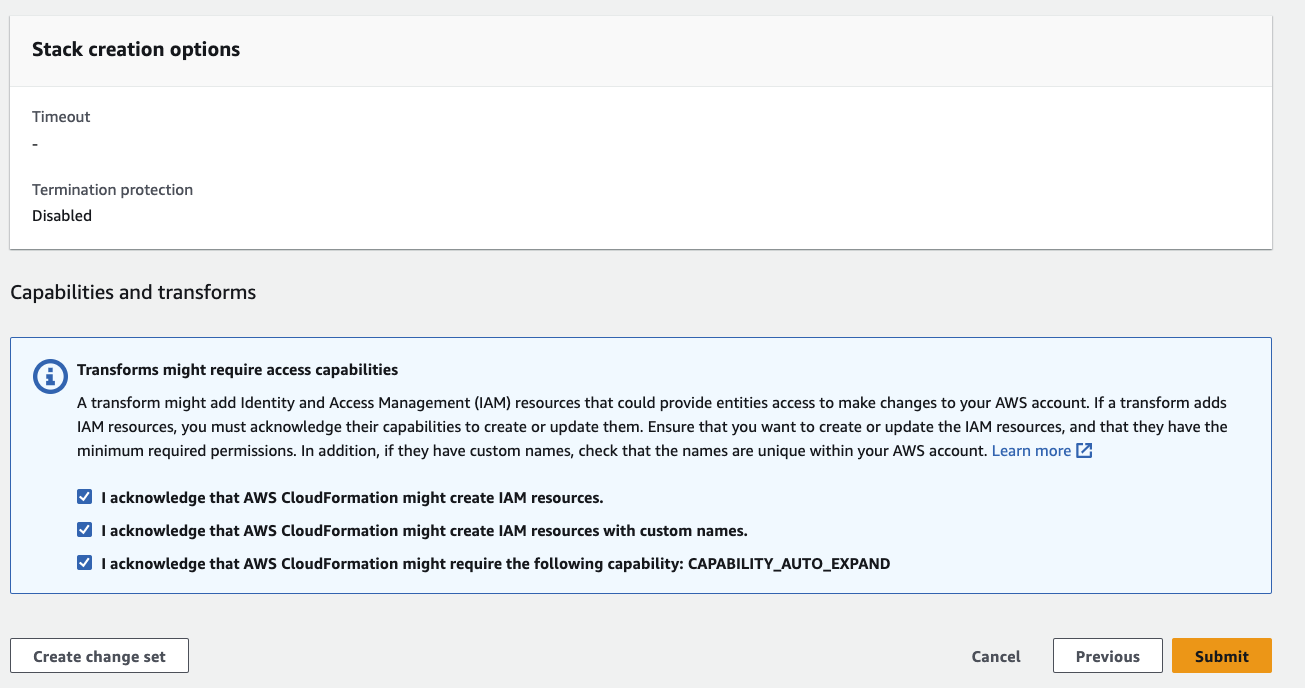 Stack creation options
Timeout
-
Termination protection
Disabled
Capabilities and transforms
Transforms might require access capabilities
A transform might add Identity and Access Management (IAM) resources that could provide entities access to make changes to your AWS account. If a transform adds
IAM resources, you must acknowledge their capabilities to create or update them. Ensure that you want to create or update the IAM resources, and that they have the
minimum required permissions. In addition, if they have custom names, check that the names are unique within your AWS account. Learn more
I acknowledge that AWS CloudFormation might create IAM resources.
I acknowledge that AWS CloudFormation might create IAM resources with custom names.
I acknowledge that AWS CloudFormation might require the following capability: CAPABILITY_AUTO_EXPAND
Create change set Cancel Previous Submit